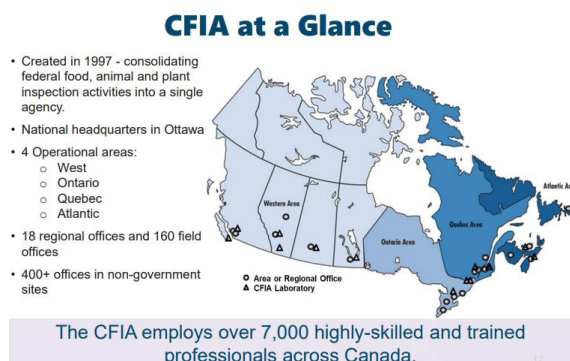 CFIA at a Glance
• Created in 1997 - consolidating
federal food, animal and plant
inspection activities into a single
agency.
• National headquarters in Ottawa
• 4 Operational areas:
o West
o Ontario
o Quebec
o Atlantic
• 18 regional offices and 160 field
offices
• 400+ offices in non-government
sites
Western Area
Ontario Area
Quebec Area
Atlantic Ar
Area or Regional Office
CFIA Laboratory
The CFIA employs over 7,000 highly-skilled and trained
professionals across Canada.